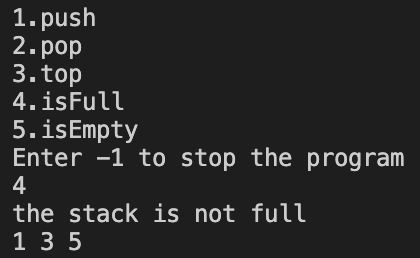 1.push
2.pop
3.top
4.isFull
5.isEmpty
Enter -1 to stop the program
4
the stack is not full
1 3 5